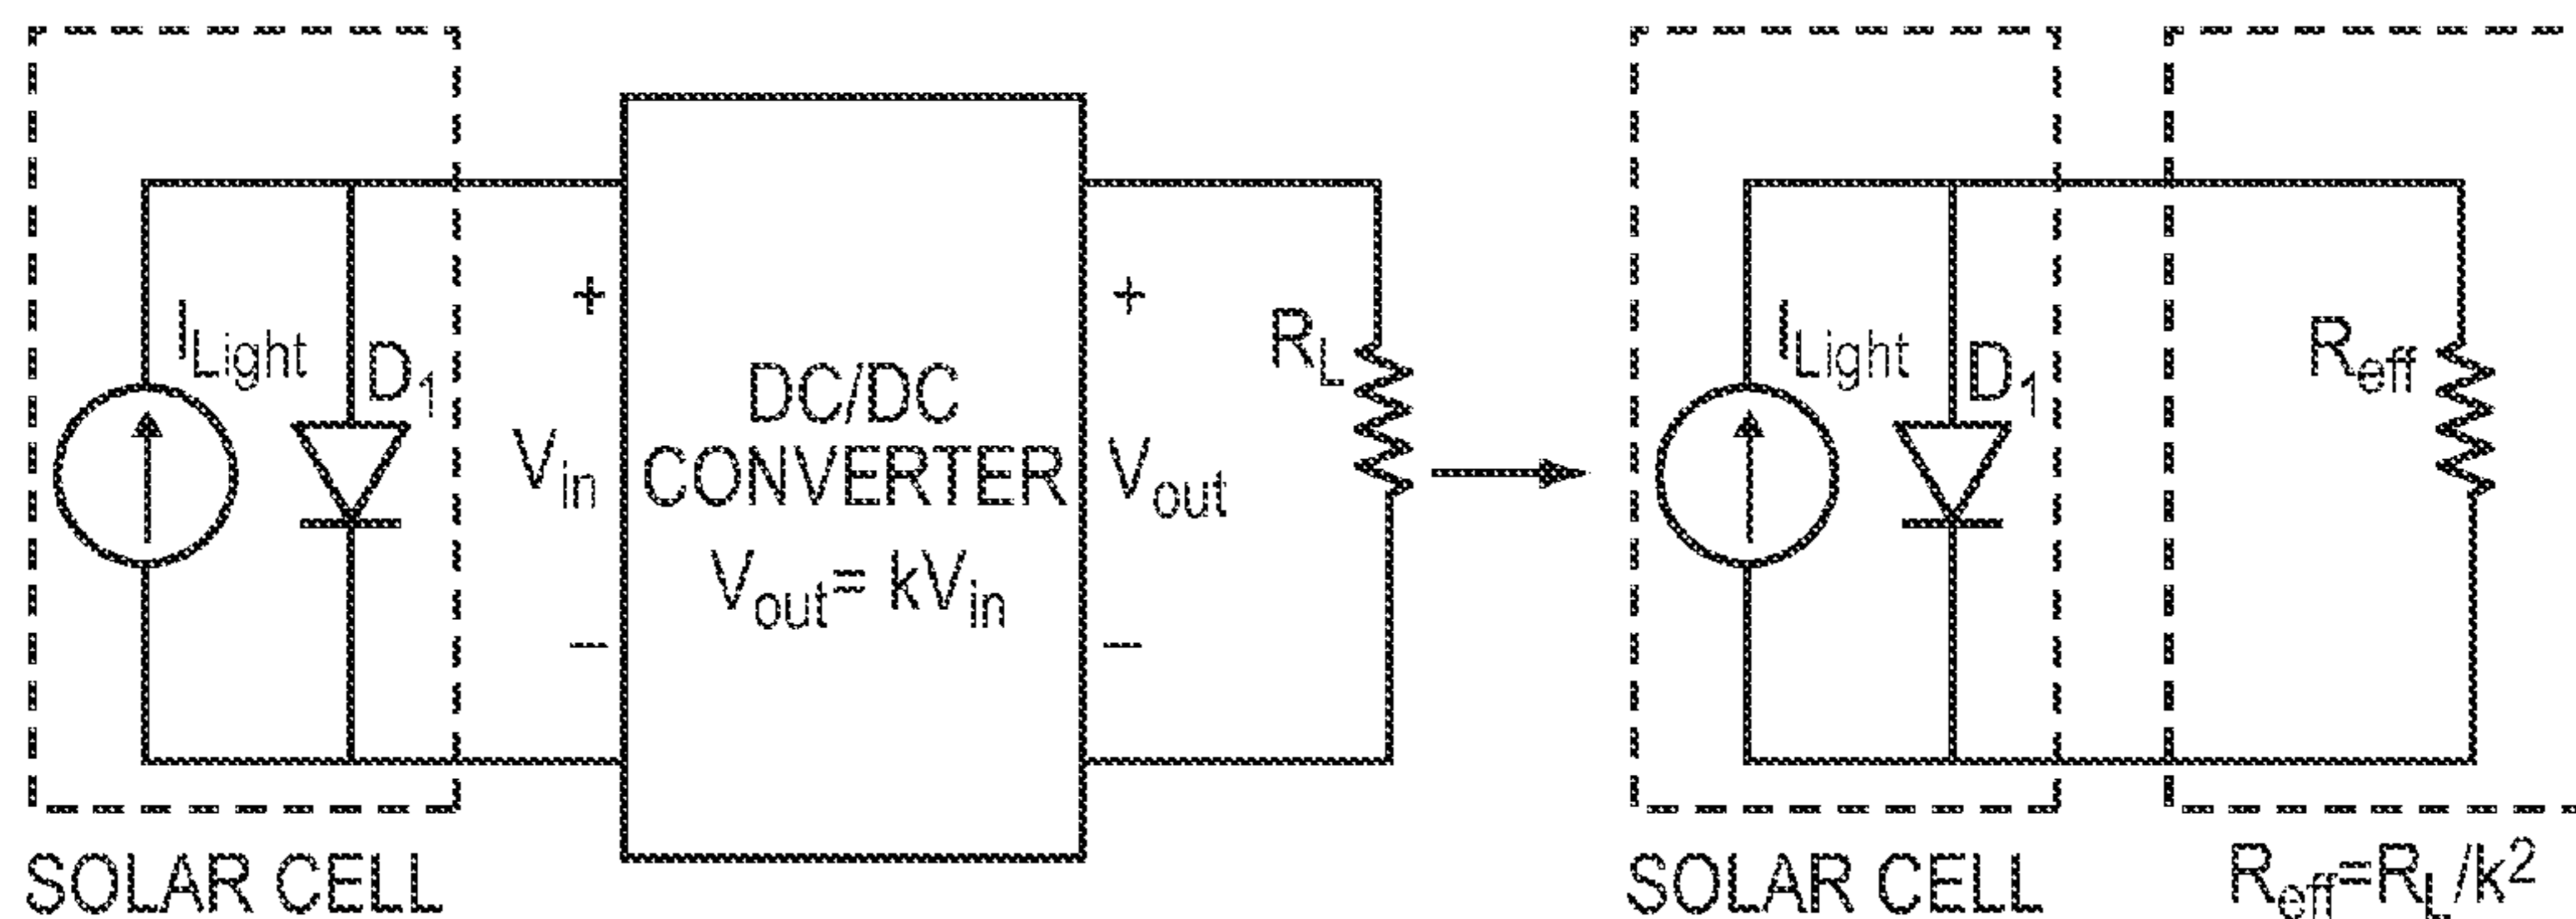 I_Light
D_1
V_in
+
−
DC/DC
CONVERTER
V_out = kV_in
+
V_out
−
R_L
SOLAR CELL
I_Light
D_1
R_eff
SOLAR CELL
R_eff=R_L/k²